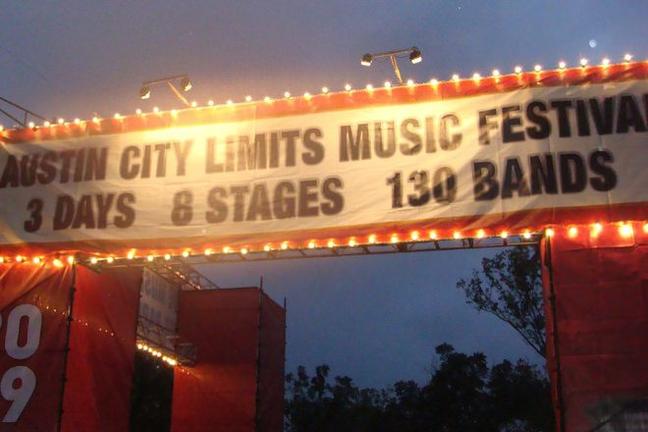 AUSTIN CITY LIMITS MUSIC FESTIVAL
3 DAYS 8 STAGES 130 BANDS
0
9